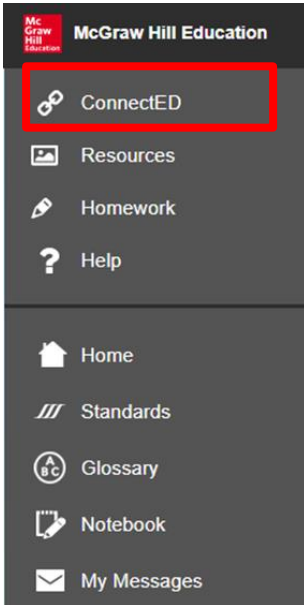 Mc
Graw
Hill
Education
McGraw Hill Education
ConnectED
Resources
Homework
? Help
Home
Standards
A
B C
Glossary
Notebook
My Messages